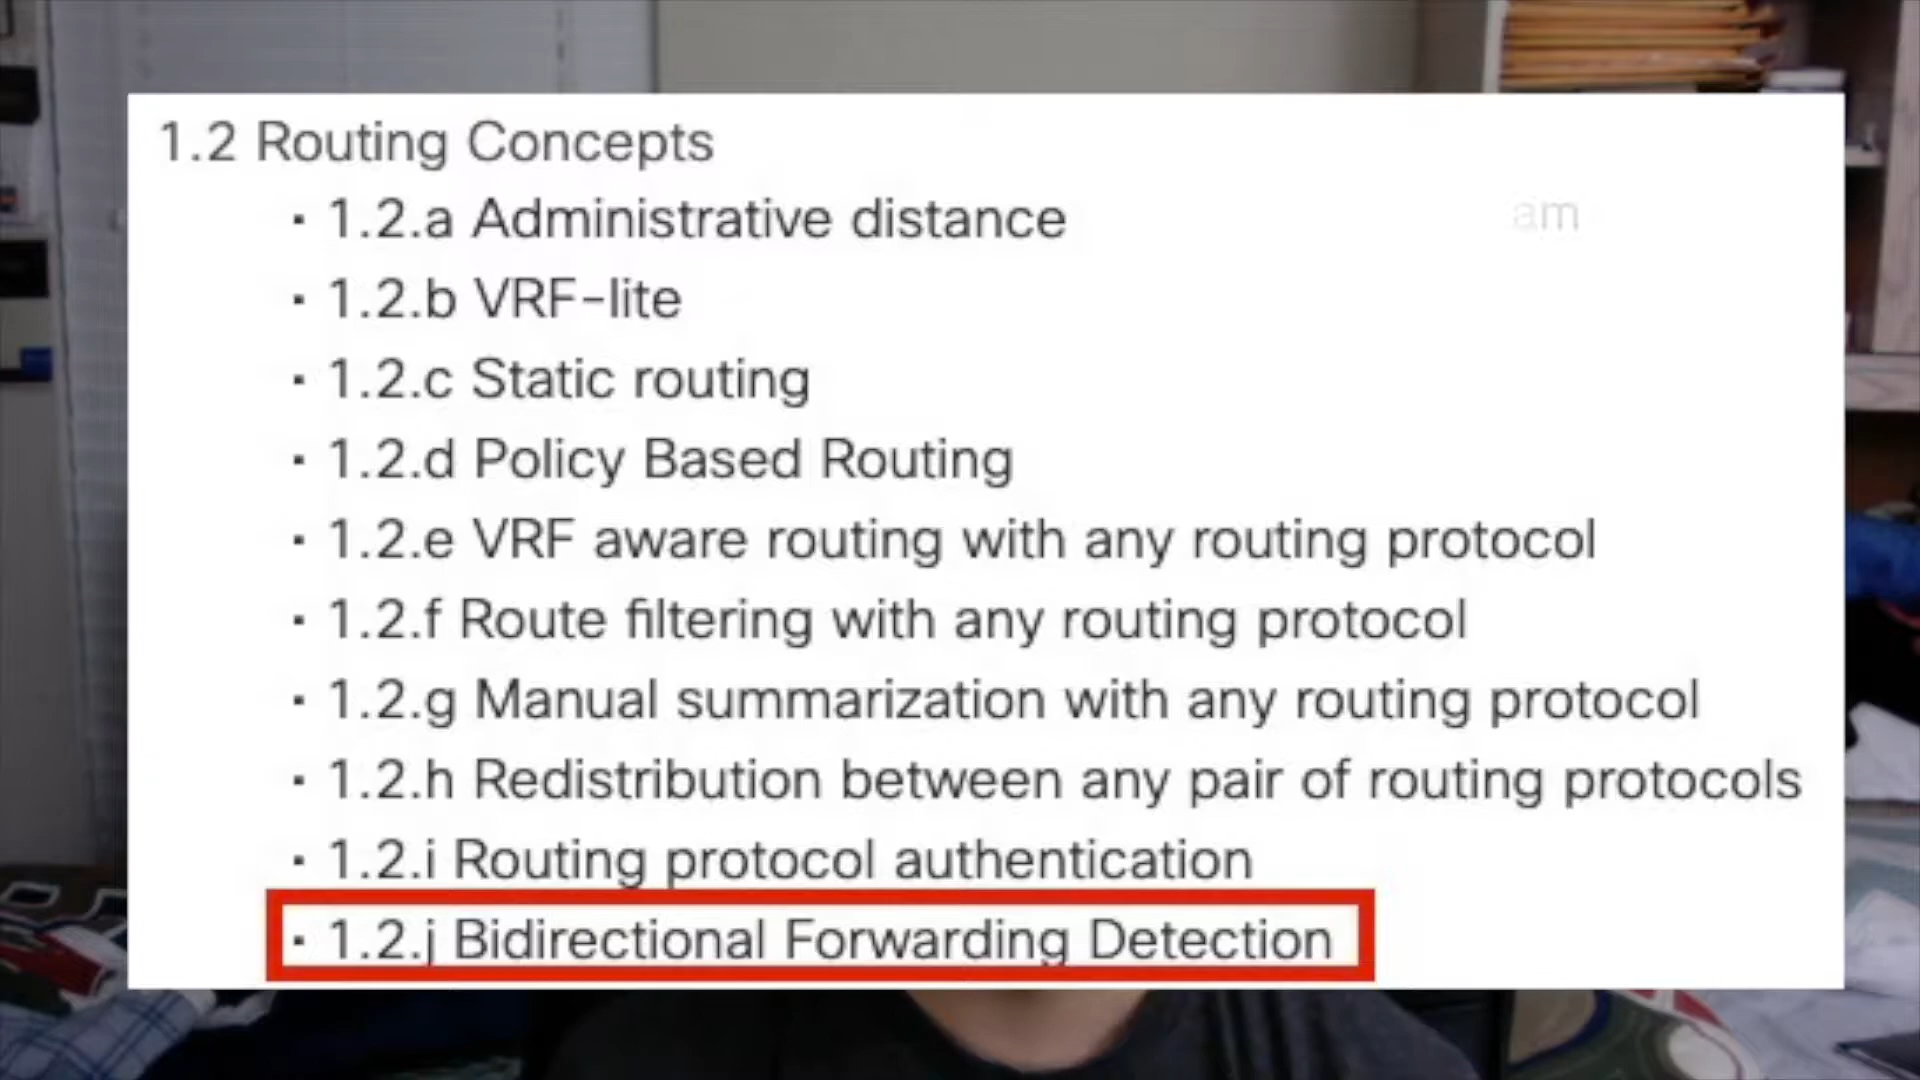 1.2 Routing Concepts
▪ 1.2.a Administrative distance
am
▪ 1.2.b VRF-lite
▪ 1.2.c Static routing
▪ 1.2.d Policy Based Routing
▪ 1.2.e VRF aware routing with any routing protocol
▪ 1.2.f Route filtering with any routing protocol
▪ 1.2.g Manual summarization with any routing protocol
▪ 1.2.h Redistribution between any pair of routing protocols
▪ 1.2.i Routing protocol authentication
▪ 1.2.j Bidirectional Forwarding Detection